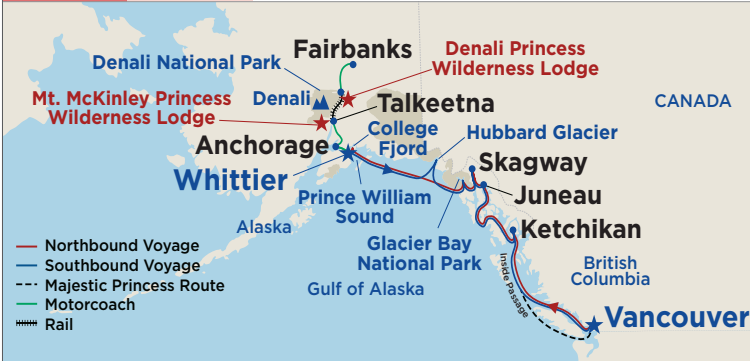 Fairbanks
Denali National Park
Denali Princess
Wilderness Lodge
Mt. McKinley Princess
Wilderness Lodge
Denali
Talkeetna
CANADA
College
Fjord
Hubbard Glacier
Anchorage
Whittier
Skagway
Prince William
Sound
Juneau
Alaska
Glacier Bay
National Park
Ketchikan
Gulf of Alaska
Inside Passage
British
Columbia
Vancouver
Northbound Voyage
Southbound Voyage
Majestic Princess Route
Motorcoach
Rail